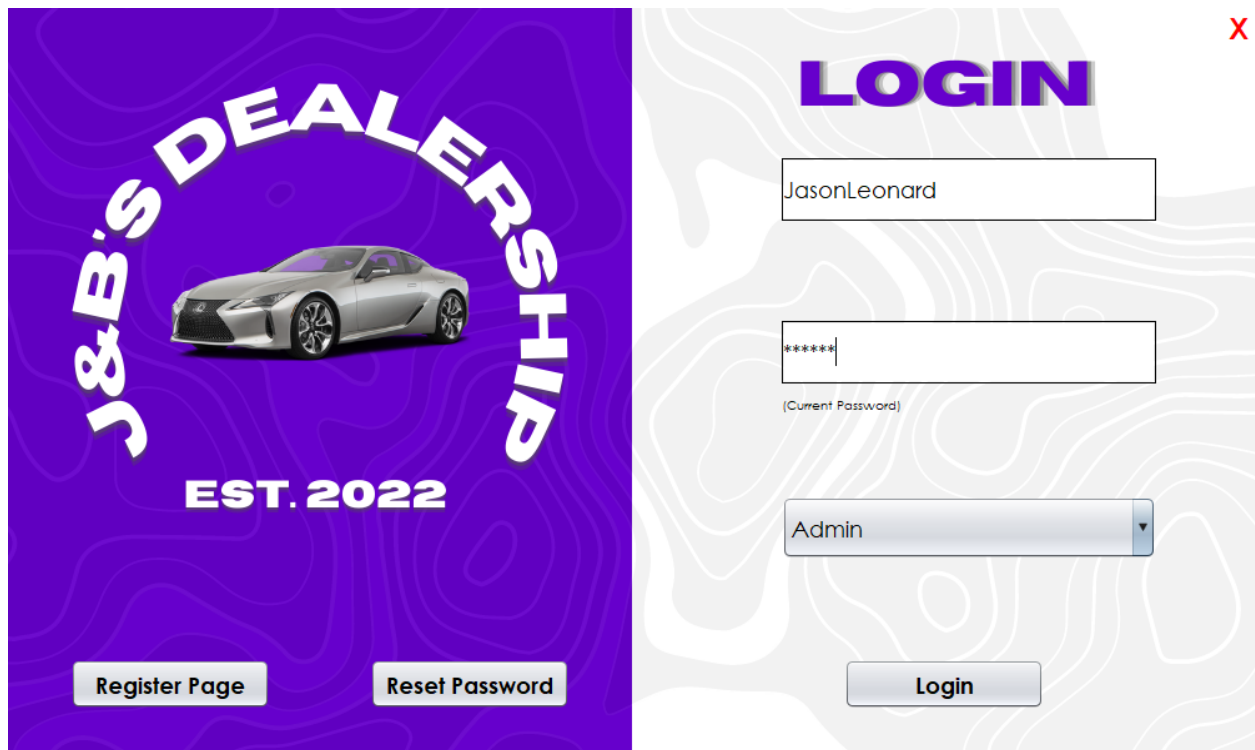 J&B'S DEALERSHIP
EST. 2022
Register Page
Reset Password
X
LOGIN
JasonLeonard
******
(Current Password)
Admin
Login